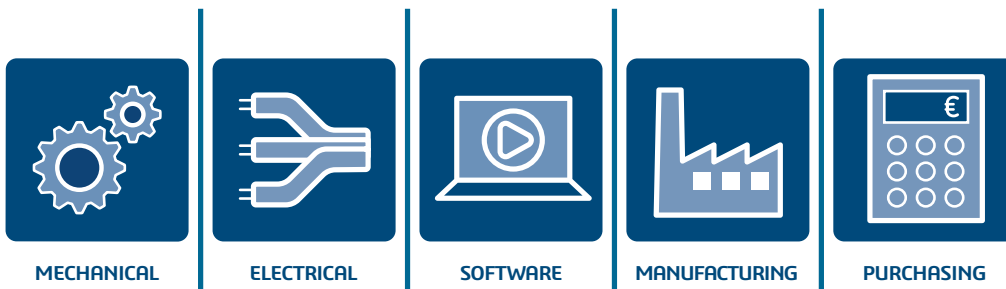 €
MECHANICAL
ELECTRICAL
SOFTWARE
MANUFACTURING
PURCHASING